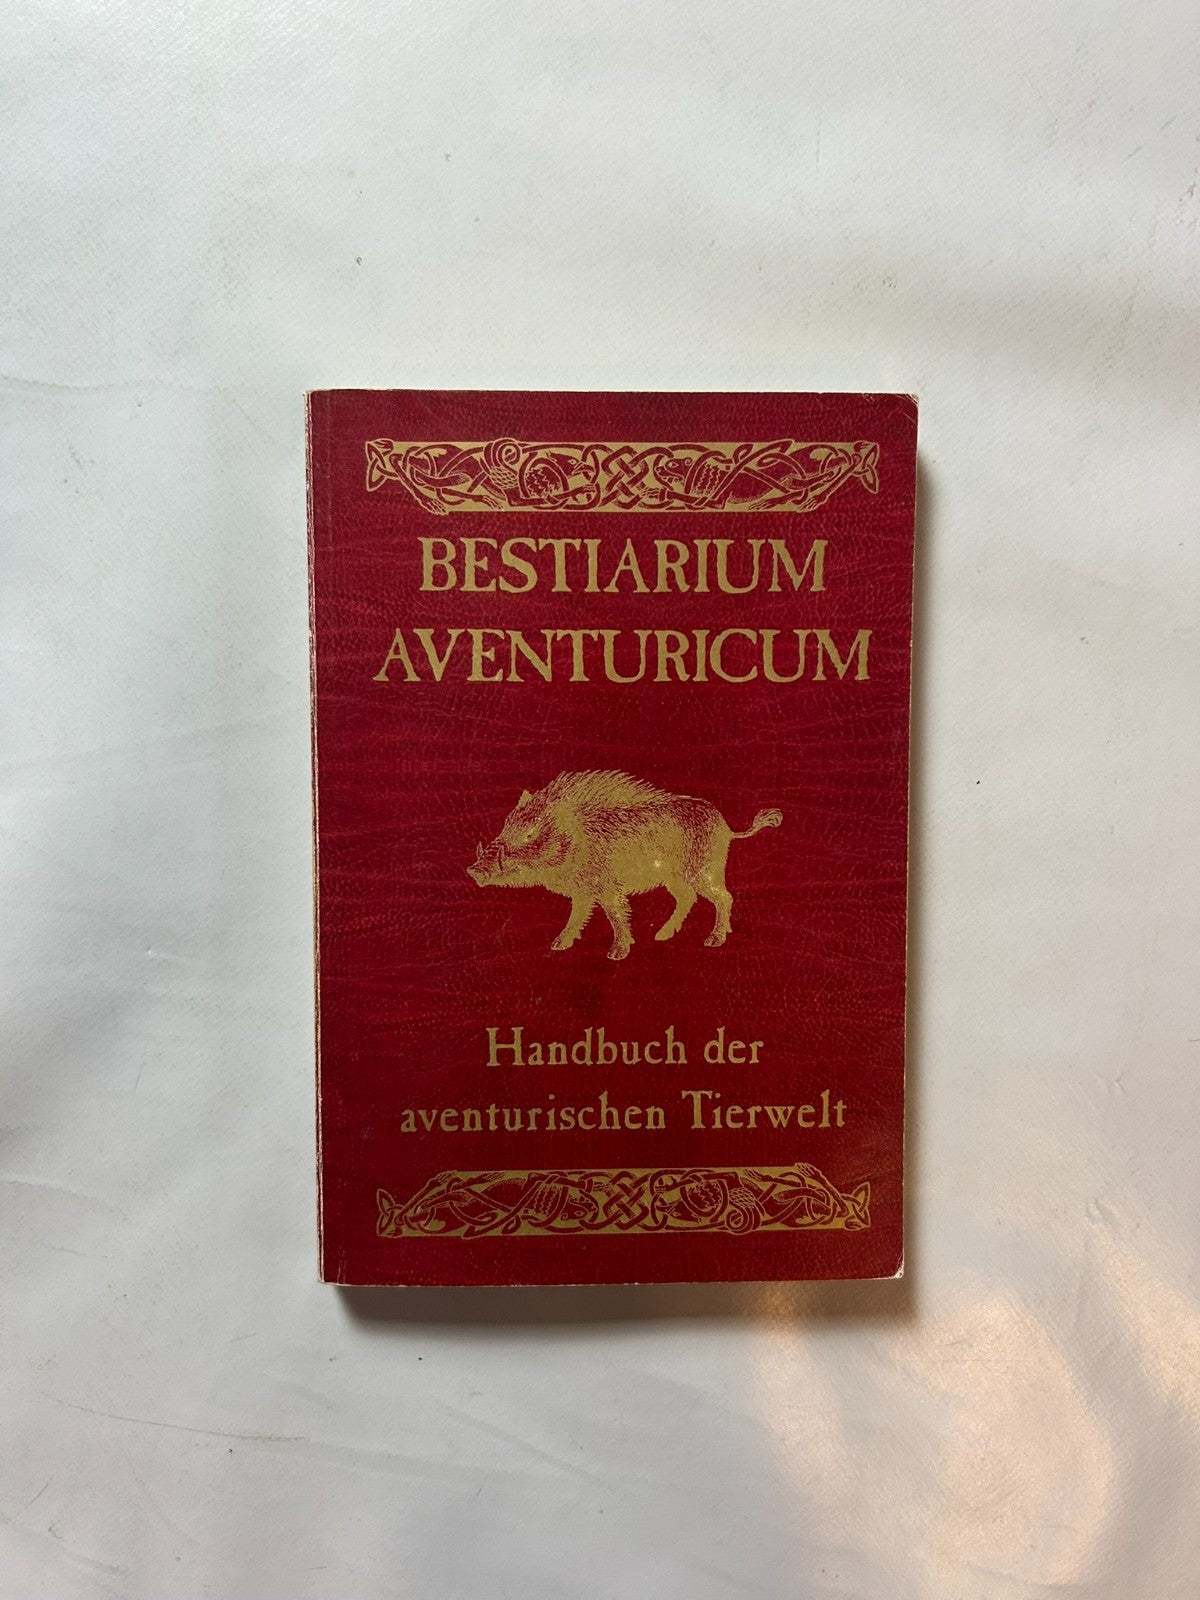 BESTIARIUM
AVENTURICUM
Handbuch der
aventurischen Tierwelt